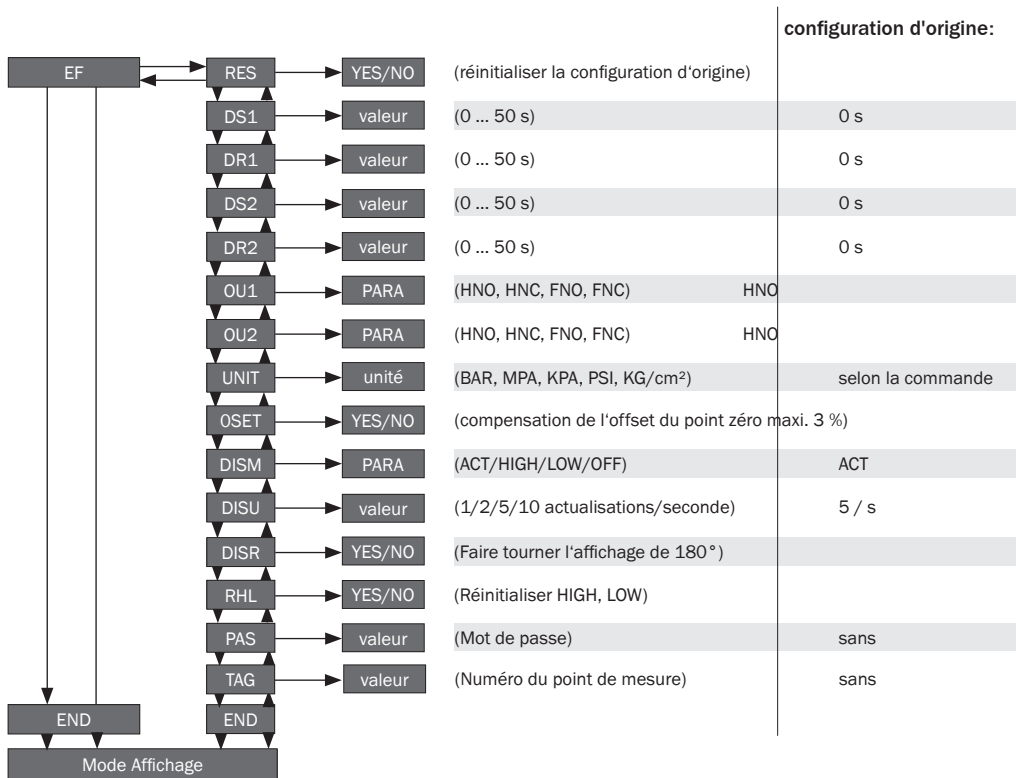 configuration d'origine:
EF RES YES/NO (réinitialiser la configuration d‘origine)
DS1 valeur (0 ... 50 s) 0 s
DR1 valeur (0 ... 50 s) 0 s
DS2 valeur (0 ... 50 s) 0 s
DR2 valeur (0 ... 50 s) 0 s
OU1 PARA (HNO, HNC, FNO, FNC) HNO
OU2 PARA (HNO, HNC, FNO, FNC) HNO
UNIT unité (BAR, MPA, KPA, PSI, KG/cm²) selon la commande
0SET YES/NO (compensation de l‘offset du point zéro maxi. 3 %)
DISM PARA (ACT/HIGH/LOW/OFF) ACT
DISU valeur (1/2/5/10 actualisations/seconde) 5 / s
DISR YES/NO (Faire tourner l‘affichage de 180°)
RHL YES/NO (Réinitialiser HIGH, LOW)
PAS valeur (Mot de passe) sans
TAG valeur (Numéro du point de mesure) sans
END END
Mode Affichage